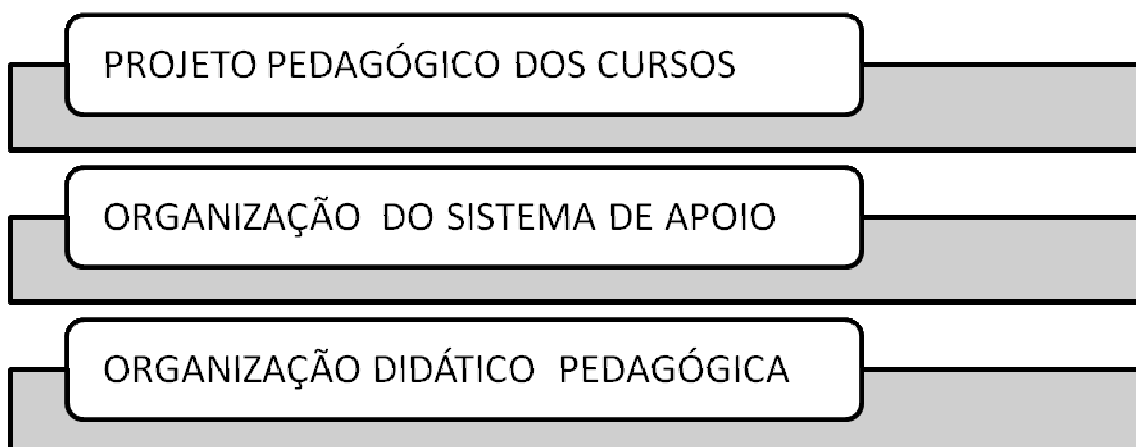 PROJETO PEDAGÓGICO DOS CURSOS
ORGANIZAÇÃO DO SISTEMA DE APOIO
ORGANIZAÇÃO DIDÁTICO PEDAGÓGICA